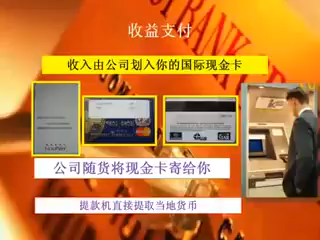 收益支付
收入由公司划入你的国际现金卡
公司随货将现金卡寄给你
提款机直接提取当地货币